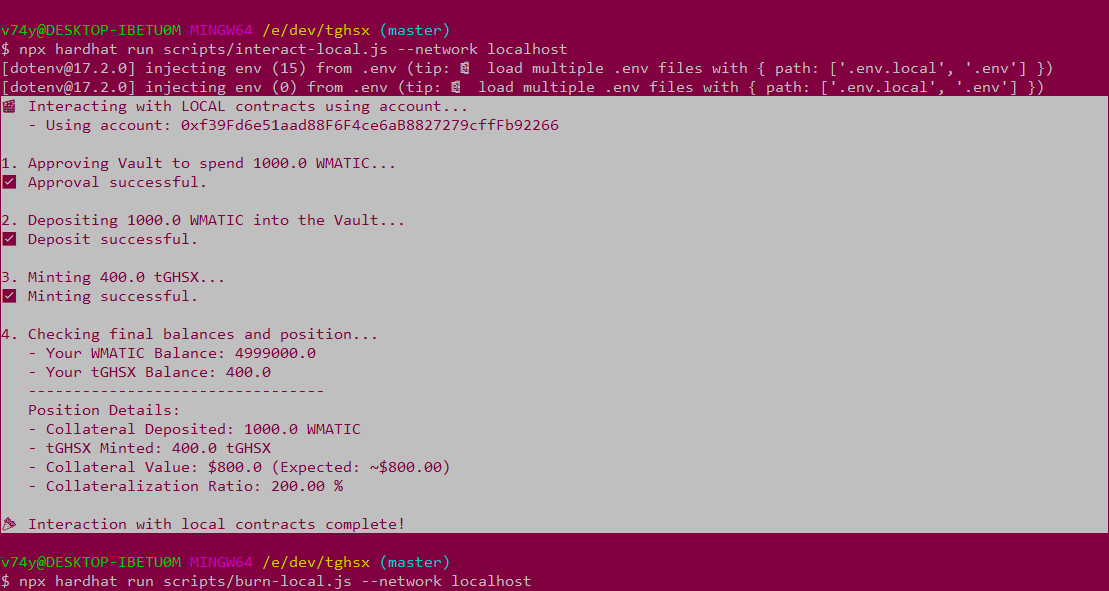 v74y@DESKTOP-IBETU0M MINGW64 /e/dev/tghsx (master)
$ npx hardhat run scripts/interact-local.js --network localhost
[dotenv@17.2.0] injecting env (15) from .env (tip: ⚙️  load multiple .env files with { path: ['.env.local', '.env'] })
[dotenv@17.2.0] injecting env (0) from .env (tip: ⚙️  load multiple .env files with { path: ['.env.local', '.env'] })
🎬 Interacting with LOCAL contracts using account...
- Using account: 0xf39Fd6e51aad88F6F4ce6aB8827279cffFb92266
1. Approving Vault to spend 1000.0 WMATIC...
✅ Approval successful.
2. Depositing 1000.0 WMATIC into the Vault...
✅ Deposit successful.
3. Minting 400.0 tGHSX...
✅ Minting successful.
4. Checking final balances and position...
- Your WMATIC Balance: 4999000.0
- Your tGHSX Balance: 400.0
---------------------------------
Position Details:
- Collateral Deposited: 1000.0 WMATIC
- tGHSX Minted: 400.0 tGHSX
- Collateral Value: $800.0 (Expected: ~$800.00)
- Collateralization Ratio: 200.00 %
🎉 Interaction with local contracts complete!
v74y@DESKTOP-IBETU0M MINGW64 /e/dev/tghsx (master)
$ npx hardhat run scripts/burn-local.js --network localhost